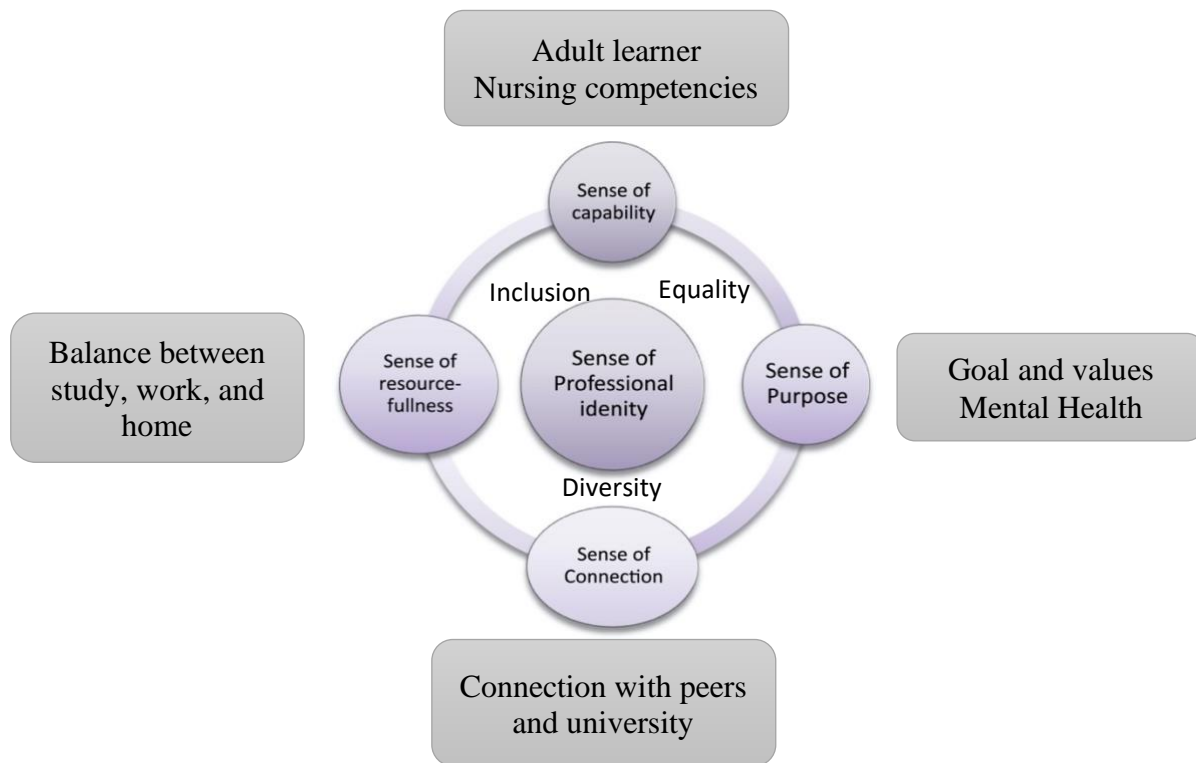 Adult learner
Nursing competencies
Sense of
capability
Inclusion
Equality
Balance between
study, work, and
home
Sense of
resource-
fullness
Sense of
Professional
idenity
Sense of
Purpose
Goal and values
Mental Health
Diversity
Sense of
Connection
Connection with peers
and university